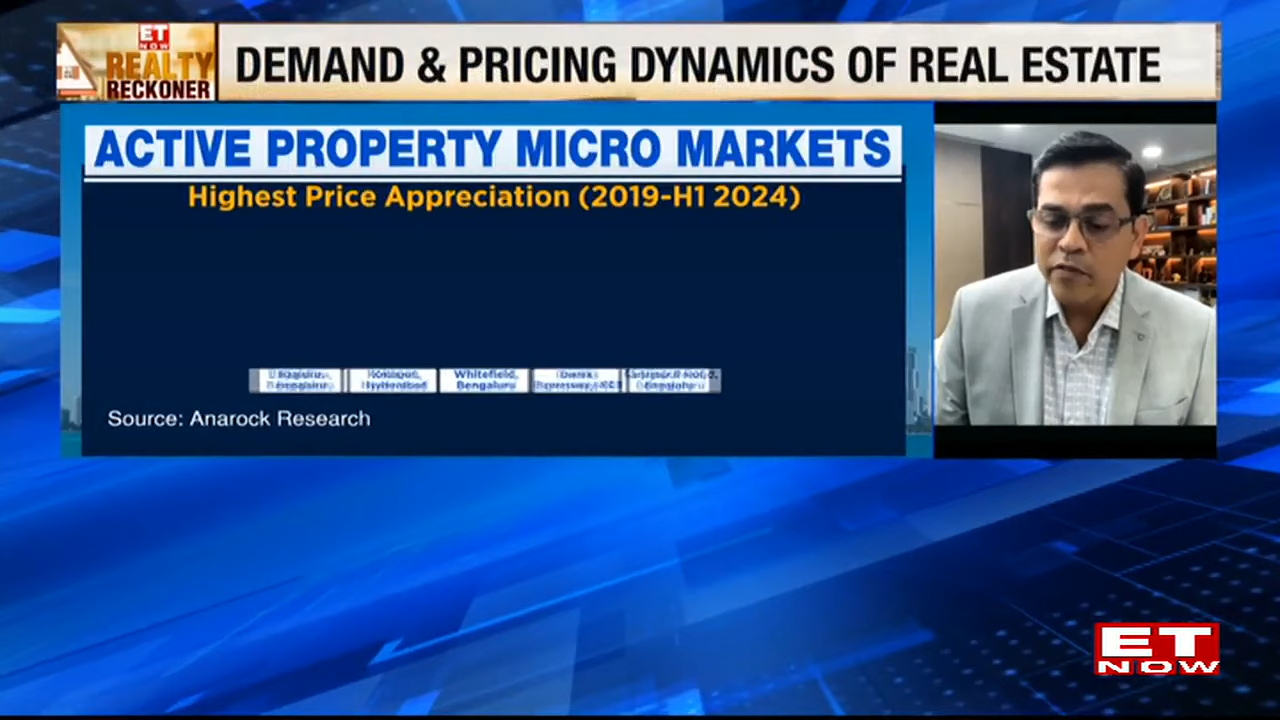 ET
NOW
REALTY
RECKONER
DEMAND & PRICING DYNAMICS OF REAL ESTATE
ACTIVE PROPERTY MICRO MARKETS
Highest Price Appreciation (2019-H1 2024)
Whitefield,
Bengaluru
Source: Anarock Research
ET
NOW